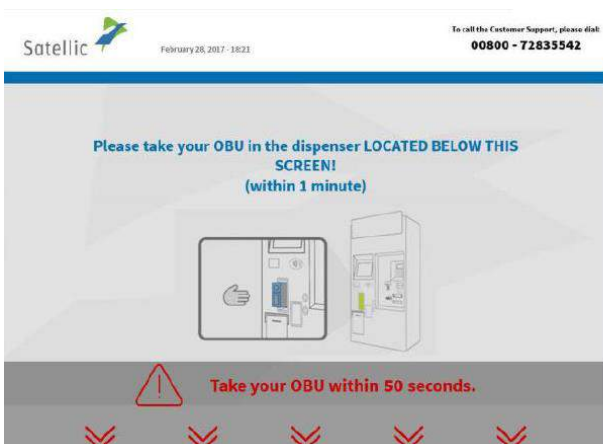 Satellic
February 28, 2017 - 18:21
To call the Customer Support, please dial:
00800 - 72835542
Please take your OBU in the dispenser LOCATED BELOW THIS
SCREEN!
(within 1 minute)
Take your OBU within 50 seconds.